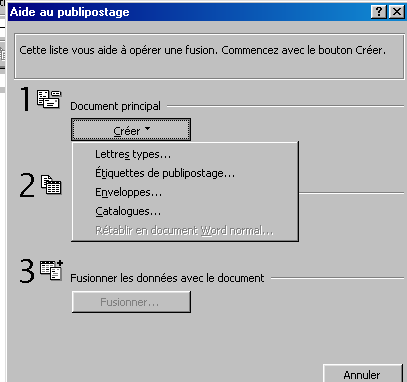 Aide au publipostage
Cette liste vous aide à opérer une fusion. Commencez avec le bouton Créer.
1 Document principal
Créer
Lettres types...
Étiquettes de publipostage...
Enveloppes...
Catalogues...
Rétablir en document Word normal...
2
3 Fusionner les données avec le document
Fusionner...
Annuler